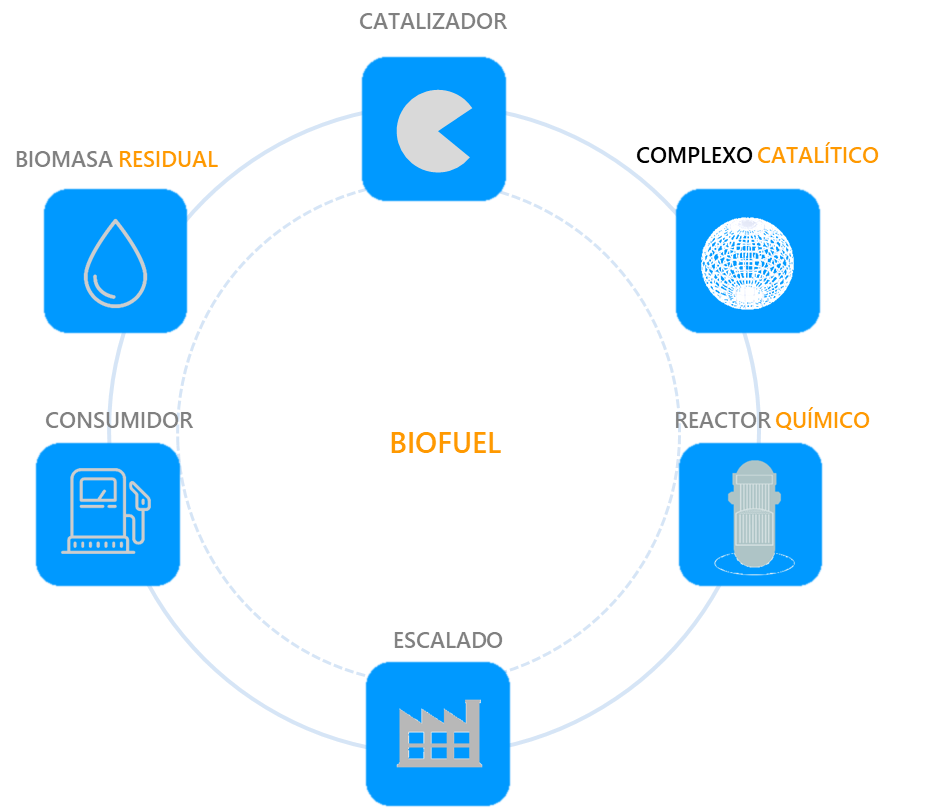 CATALIZADOR
BIOMASA RESIDUAL
COMPLEXO CATALÍTICO
CONSUMIDOR
REACTOR QUÍMICO
BIOFUEL
ESCALADO